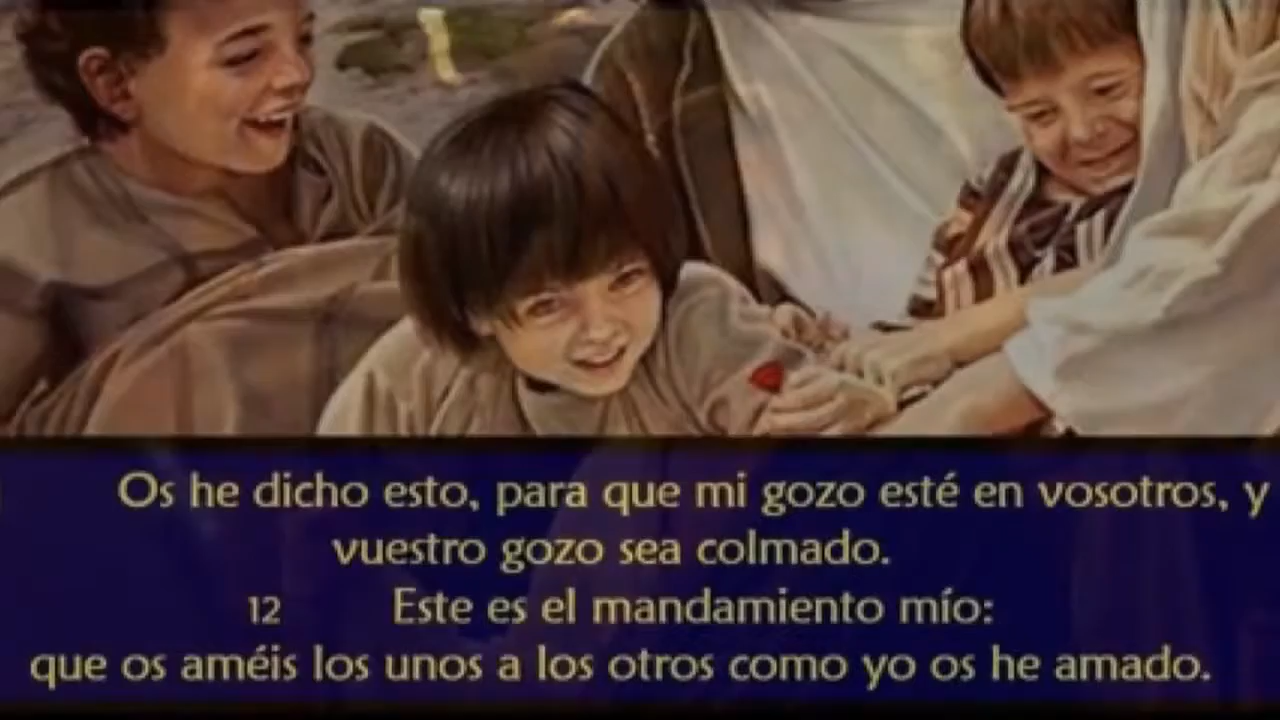 Os he dicho esto, para que mi gozo esté en vosotros, y
vuestro gozo sea colmado.
12 Este es el mandamiento mío:
que os améis los unos a los otros como yo os he amado.